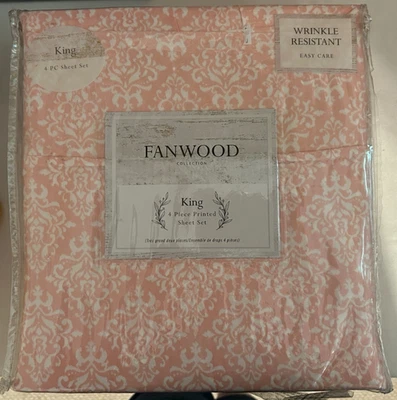 King
4 PC Sheet Set
WRINKLE
RESISTANT
EASY CARE
FANWOOD
COLLECTION
King
4 Piece Printed
Sheet Set